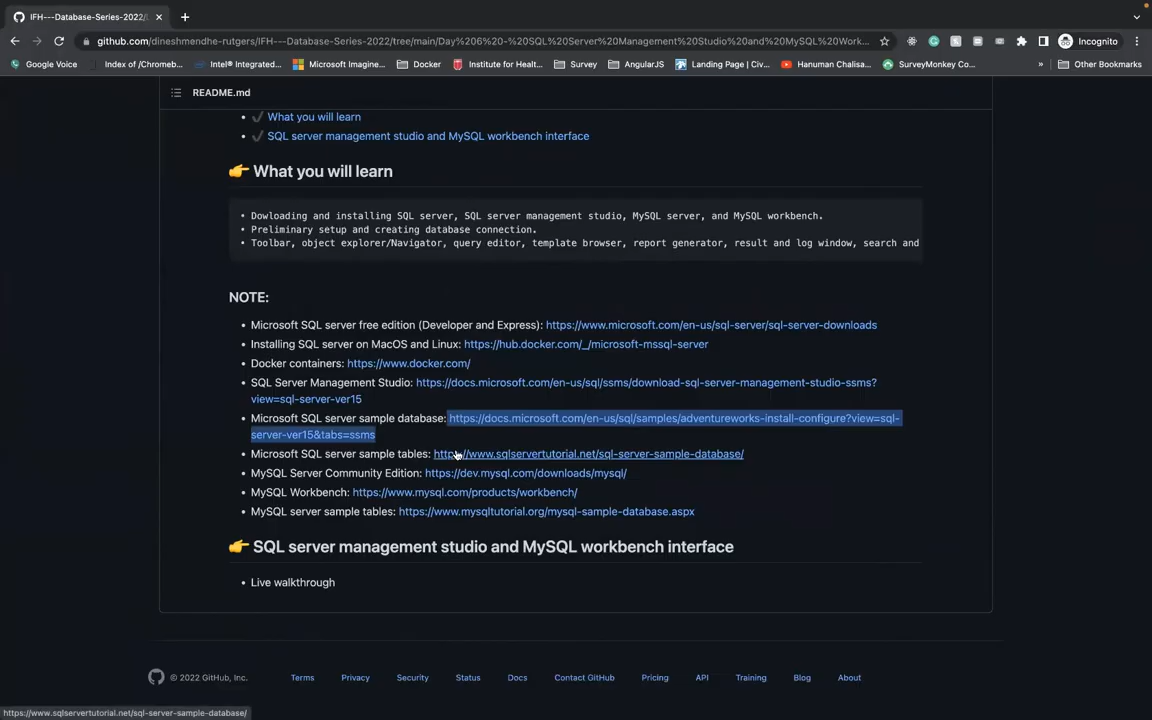 IFH---Database-Series-2022/
github.com/dineshmendhe-rutgers/IFH---Database-Series-2022/tree/main/Day%206%20-%20SQL%20Server%20Management%20Studio%20and%20MySQL%20Work...
Incognito
Google Voice
Index of /Chromeb...
Intel® Integrated...
Microsoft Imagine...
Docker
Institute for Healt...
Survey
AngularJS
Landing Page | Civ...
Hanuman Chalisa...
SurveyMonkey Co...
»
Other Bookmarks
README.md
• ✔ What you will learn
• ✔ SQL server management studio and MySQL workbench interface
👉 What you will learn
• Dowloading and installing SQL server, SQL server management studio, MySQL server, and MySQL workbench.
• Preliminary setup and creating database connection.
• Toolbar, object explorer/Navigator, query editor, template browser, report generator, result and log window, search and
NOTE:
• Microsoft SQL server free edition (Developer and Express): https://www.microsoft.com/en-us/sql-server/sql-server-downloads
• Installing SQL server on MacOS and Linux: https://hub.docker.com/_/microsoft-mssql-server
• Docker containers: https://www.docker.com/
• SQL Server Management Studio: https://docs.microsoft.com/en-us/sql/ssms/download-sql-server-management-studio-ssms?
view=sql-server-ver15
• Microsoft SQL server sample database: https://docs.microsoft.com/en-us/sql/samples/adventureworks-install-configure?view=sql-
server-ver15&tabs=ssms
• Microsoft SQL server sample tables: https://www.sqlservertutorial.net/sql-server-sample-database/
• MySQL Server Community Edition: https://dev.mysql.com/downloads/mysql/
• MySQL Workbench: https://www.mysql.com/products/workbench/
• MySQL server sample tables: https://www.mysqltutorial.org/mysql-sample-database.aspx
👉 SQL server management studio and MySQL workbench interface
• Live walkthrough
© 2022 GitHub, Inc.
Terms
Privacy
Security
Status
Docs
Contact GitHub
Pricing
API
Training
Blog
About
https://www.sqlservertutorial.net/sql-server-sample-database/